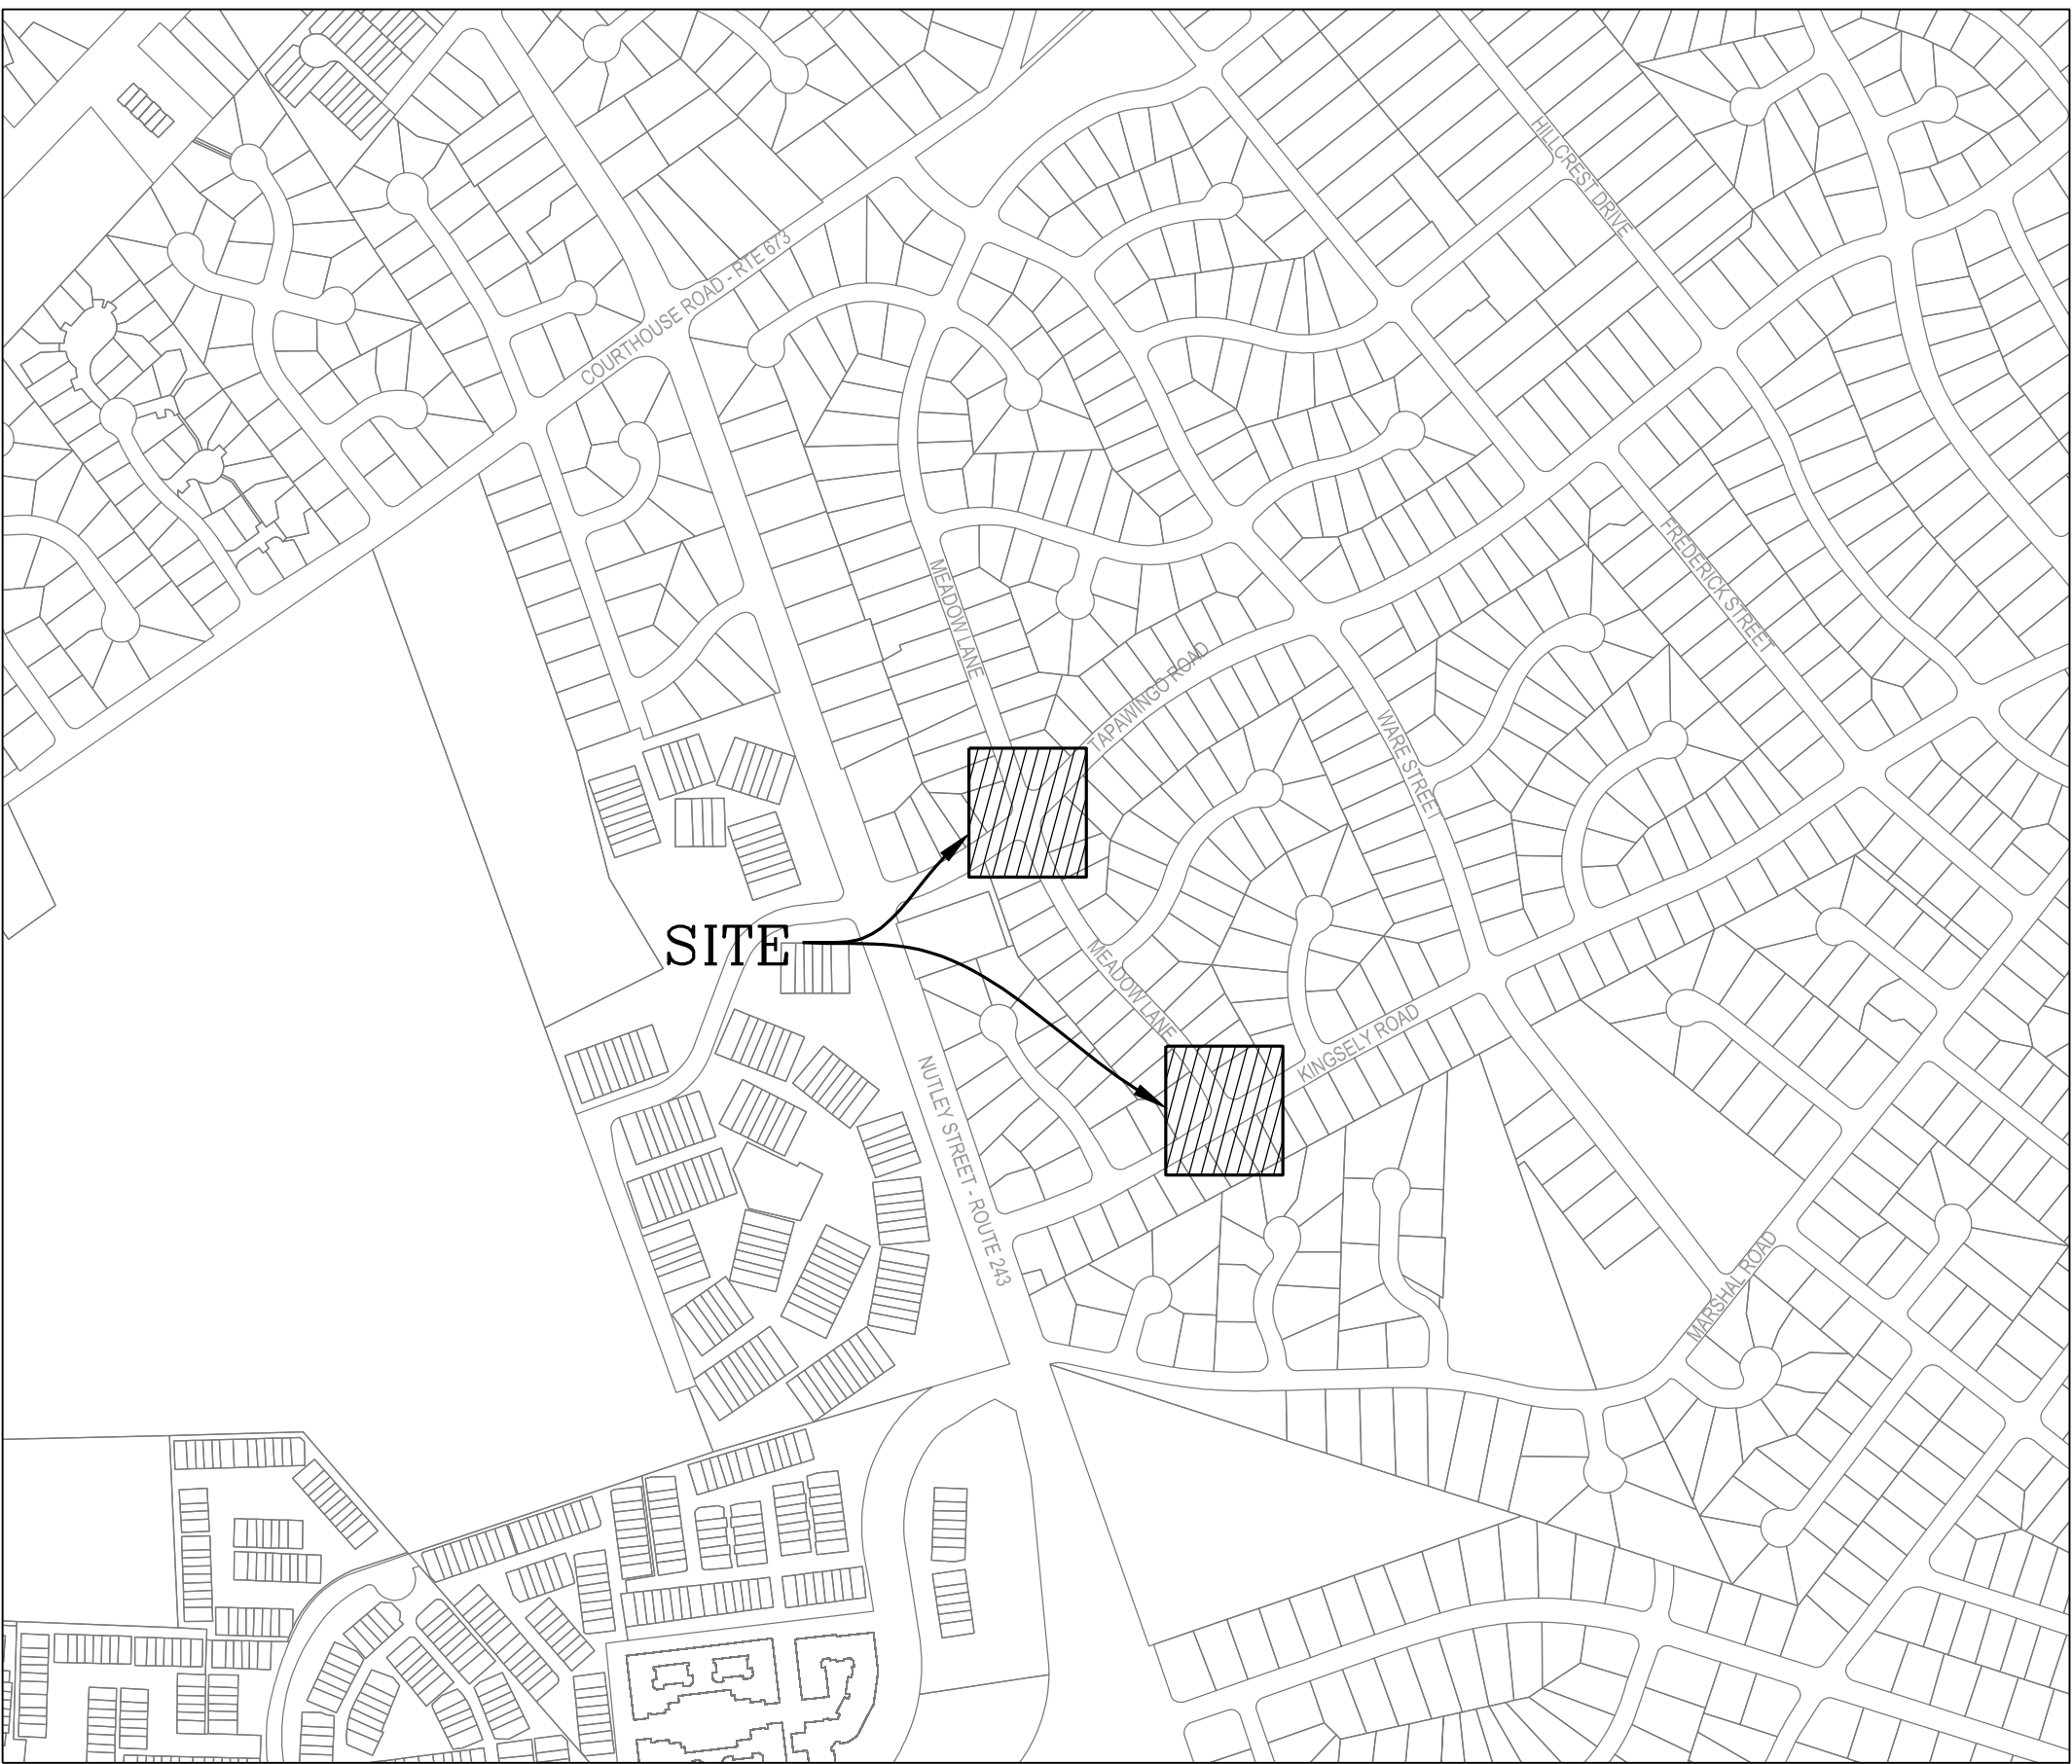 HILLCREST DRIVE
COURTHOUSE ROAD - RTE 673
FREDERICK STREET
MEADOW LANE
TAPAWINGO ROAD
WARE STREET
SITE
MEADOW LANE
KINGSELY ROAD
NUTLEY STREET - ROUTE 243
MARSHAL ROAD